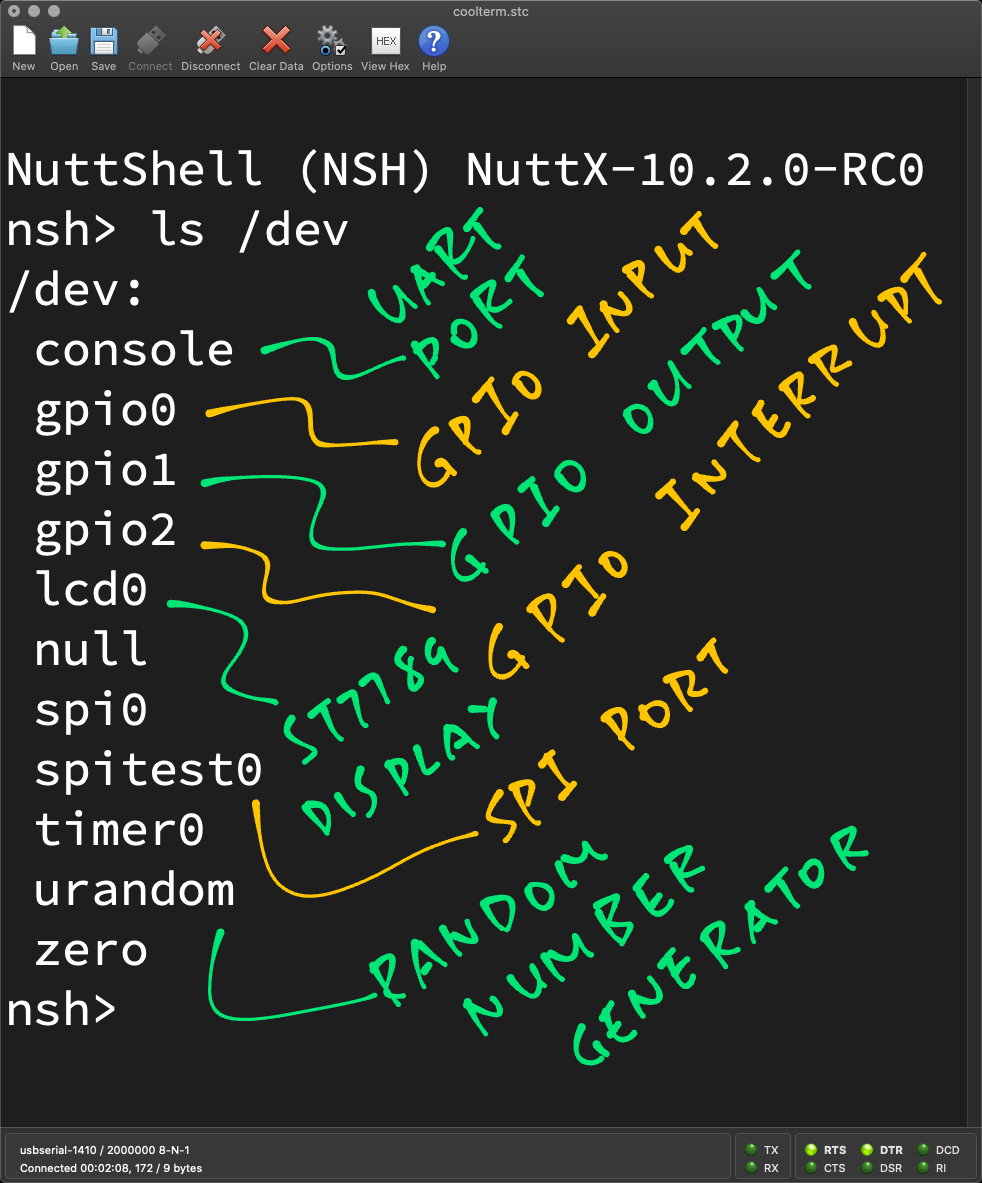 coolterm.stc
New Open Save Connect Disconnect Clear Data Options HEX View Hex ? Help
NuttShell (NSH) NuttX-10.2.0-RC0
nsh> ls /dev
/dev:
console
UART
PORT
gpio0
GPIO INPUT
gpio1
GPIO OUTPUT
gpio2
GPIO INTERRUPT
lcd0
ST7789
DISPLAY
null
spi0
spitest0
SPI PORT
timer0
urandom
RANDOM
NUMBER
GENERATOR
zero
nsh>
usbserial-1410 / 2000000 8-N-1
Connected 00:02:08, 172 / 9 bytes
TX RTS DTR DCD
RX CTS DSR RI